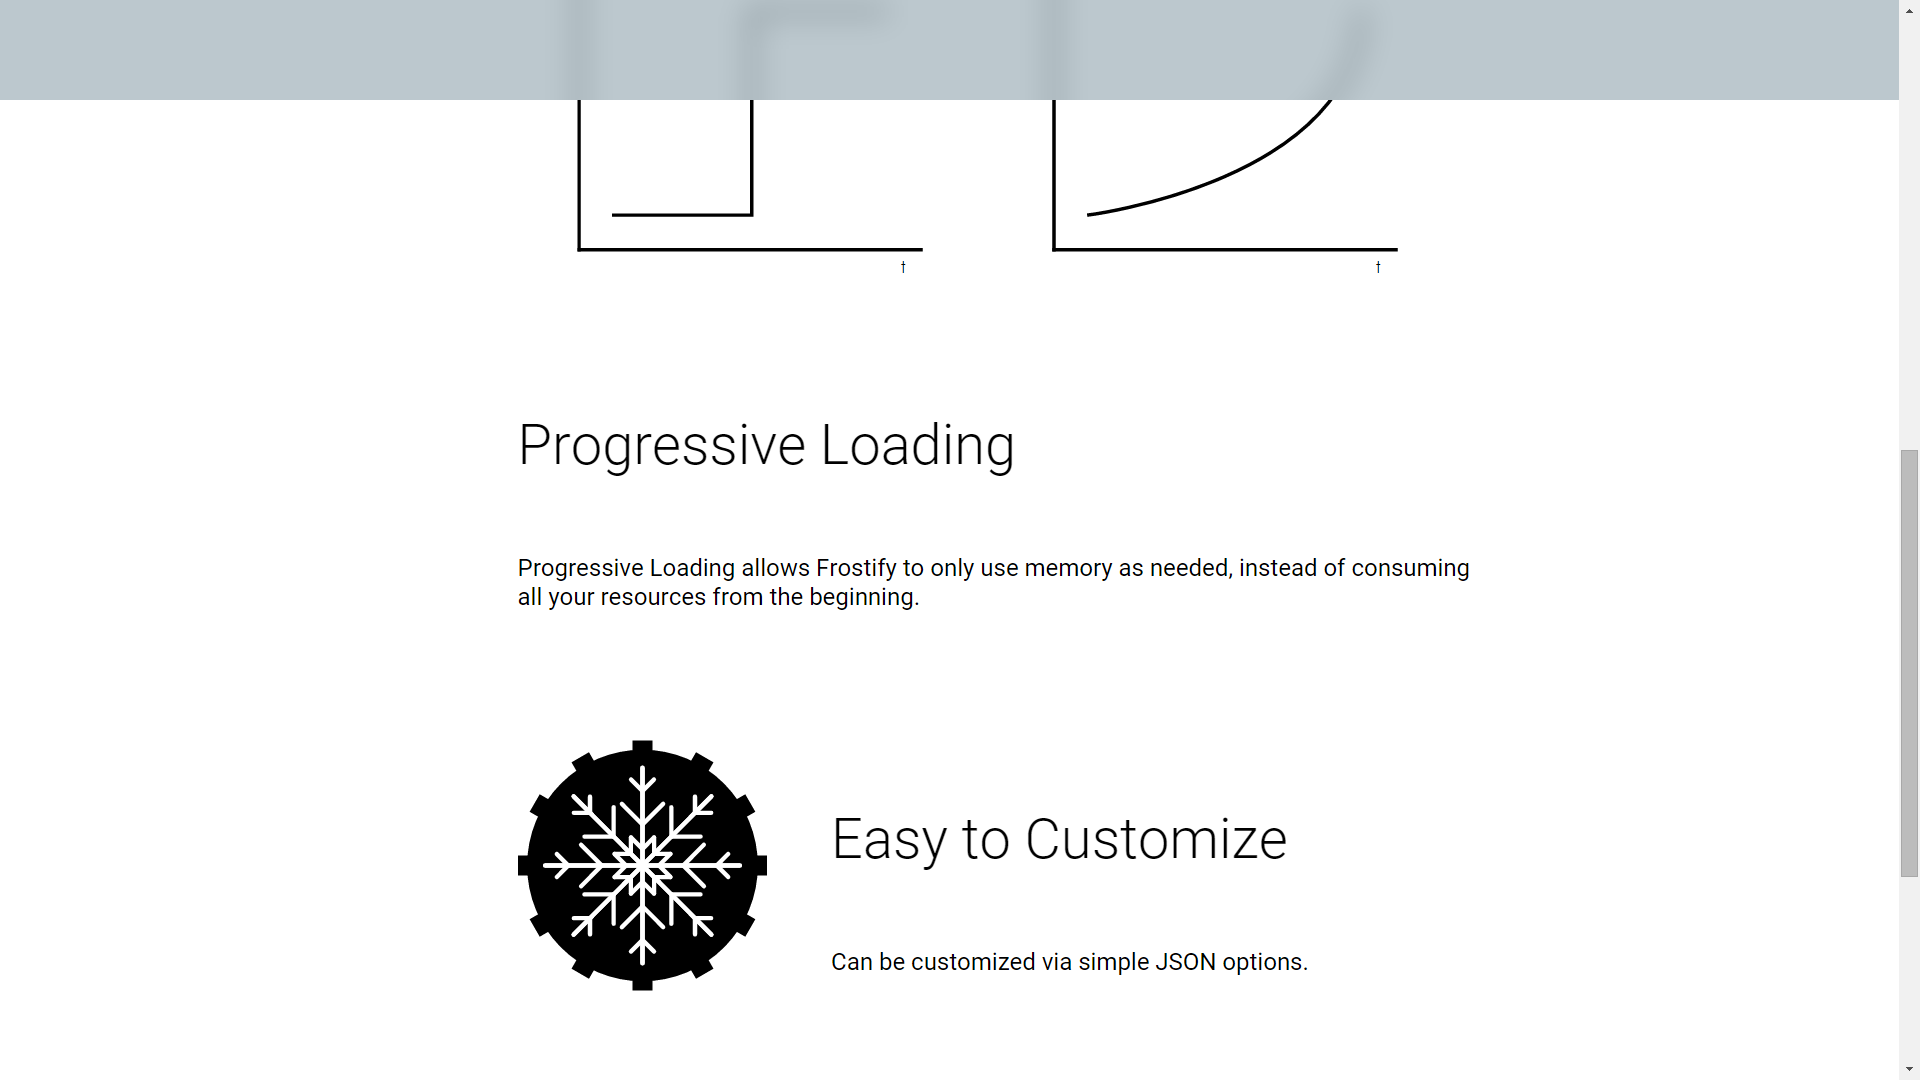 t t
Progressive Loading
Progressive Loading allows Frostify to only use memory as needed, instead of consuming
all your resources from the beginning.
Easy to Customize
Can be customized via simple JSON options.